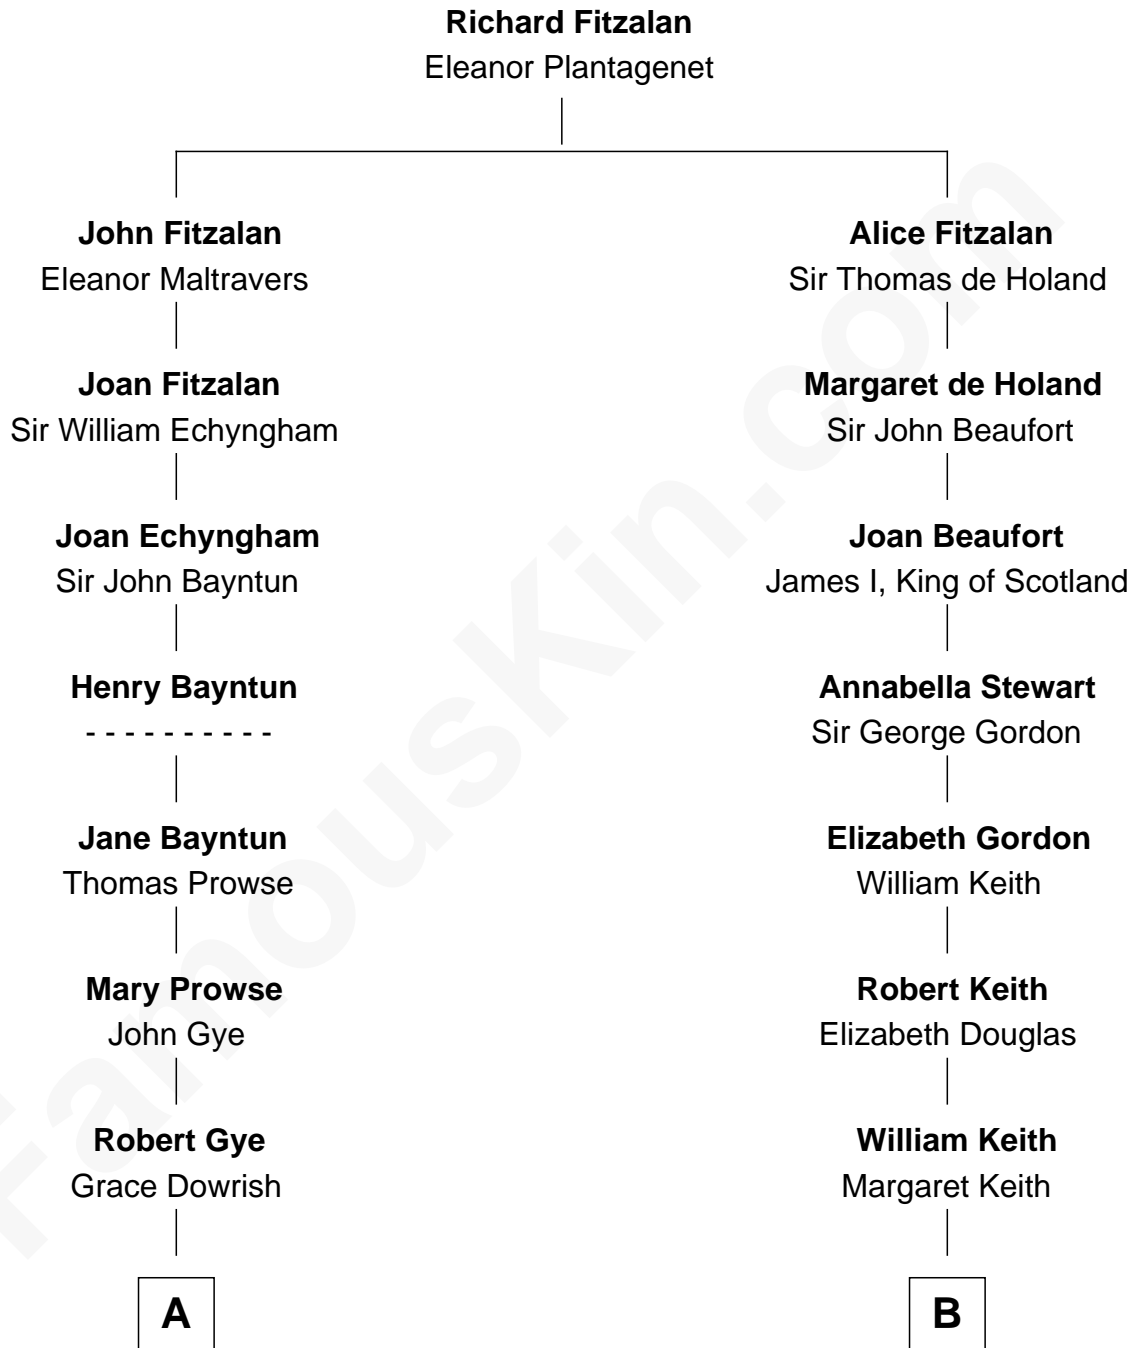 Richard Fitzalan
Eleanor Plantagenet
John Fitzalan
Eleanor Maltravers
Alice Fitzalan
Sir Thomas de Holand
Joan Fitzalan
Sir William Echyngham
Margaret de Holand
Sir John Beaufort
Joan Echyngham
Sir John Bayntun
Joan Beaufort
James I, King of Scotland
Henry Bayntun
- - - - - - - - - -
Annabella Stewart
Sir George Gordon
Jane Bayntun
Thomas Prowse
Elizabeth Gordon
William Keith
Mary Prowse
John Gye
Robert Keith
Elizabeth Douglas
Robert Gye
Grace Dowrish
William Keith
Margaret Keith
A
B
FamousKin.com